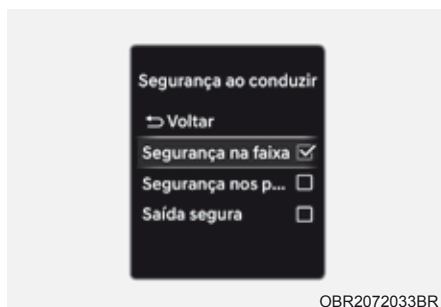 Segurança ao conduzir
Voltar
Segurança na faixa
Segurança nos p...
Saída segura
OBR2072033BR